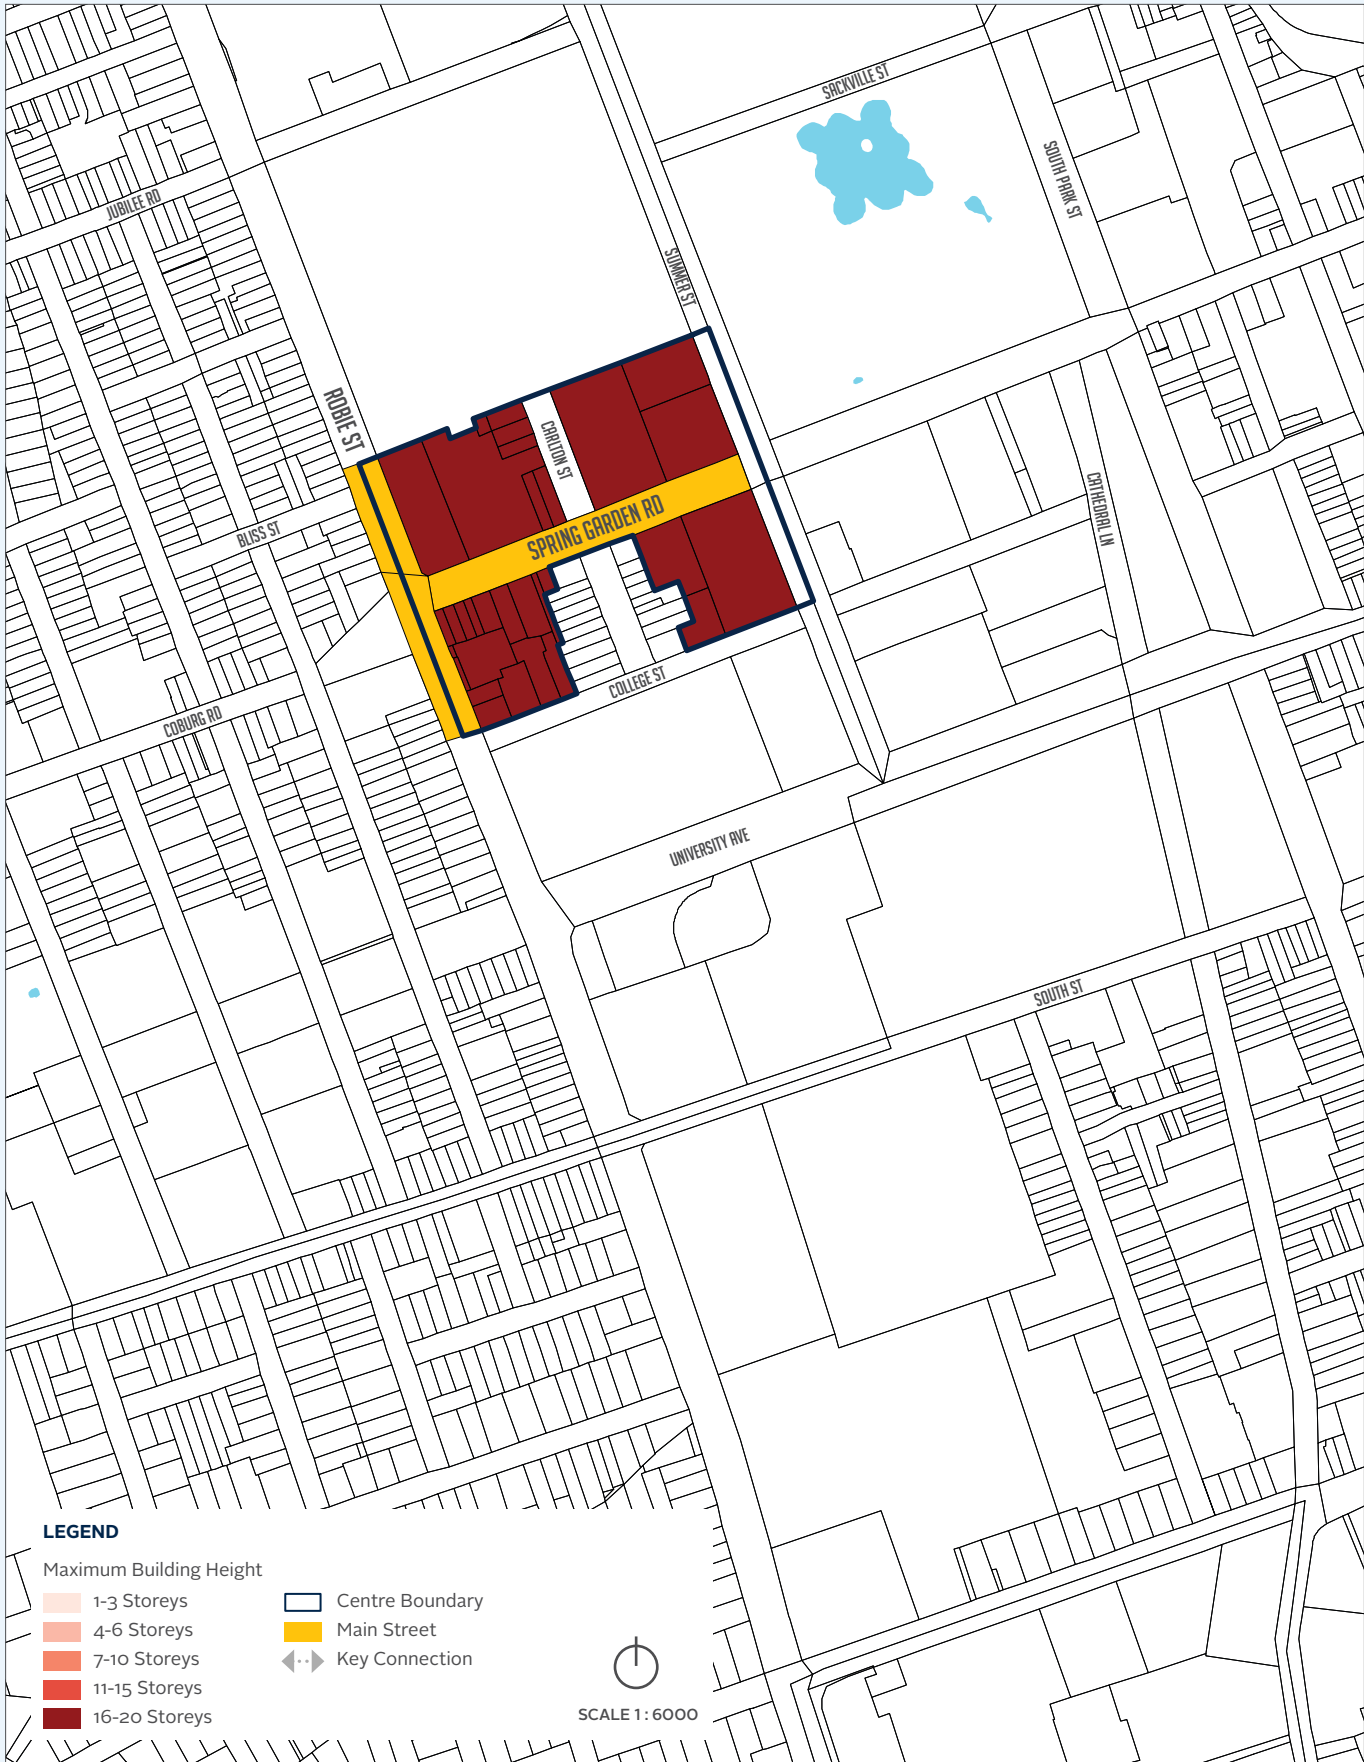 SACKVILLE ST
SOUTH PARK ST
JUBILEE RD
SUMMER ST
ROBIE ST
CARLTON ST
CATHEDRAL LN
SPRING GARDEN RD
BLISS ST
COLLEGE ST
COBURG RD
UNIVERSITY AVE
SOUTH ST
LEGEND
Maximum Building Height
1-3 Storeys
4-6 Storeys
7-10 Storeys
11-15 Storeys
16-20 Storeys
Centre Boundary
Main Street
Key Connection
SCALE 1 : 6000